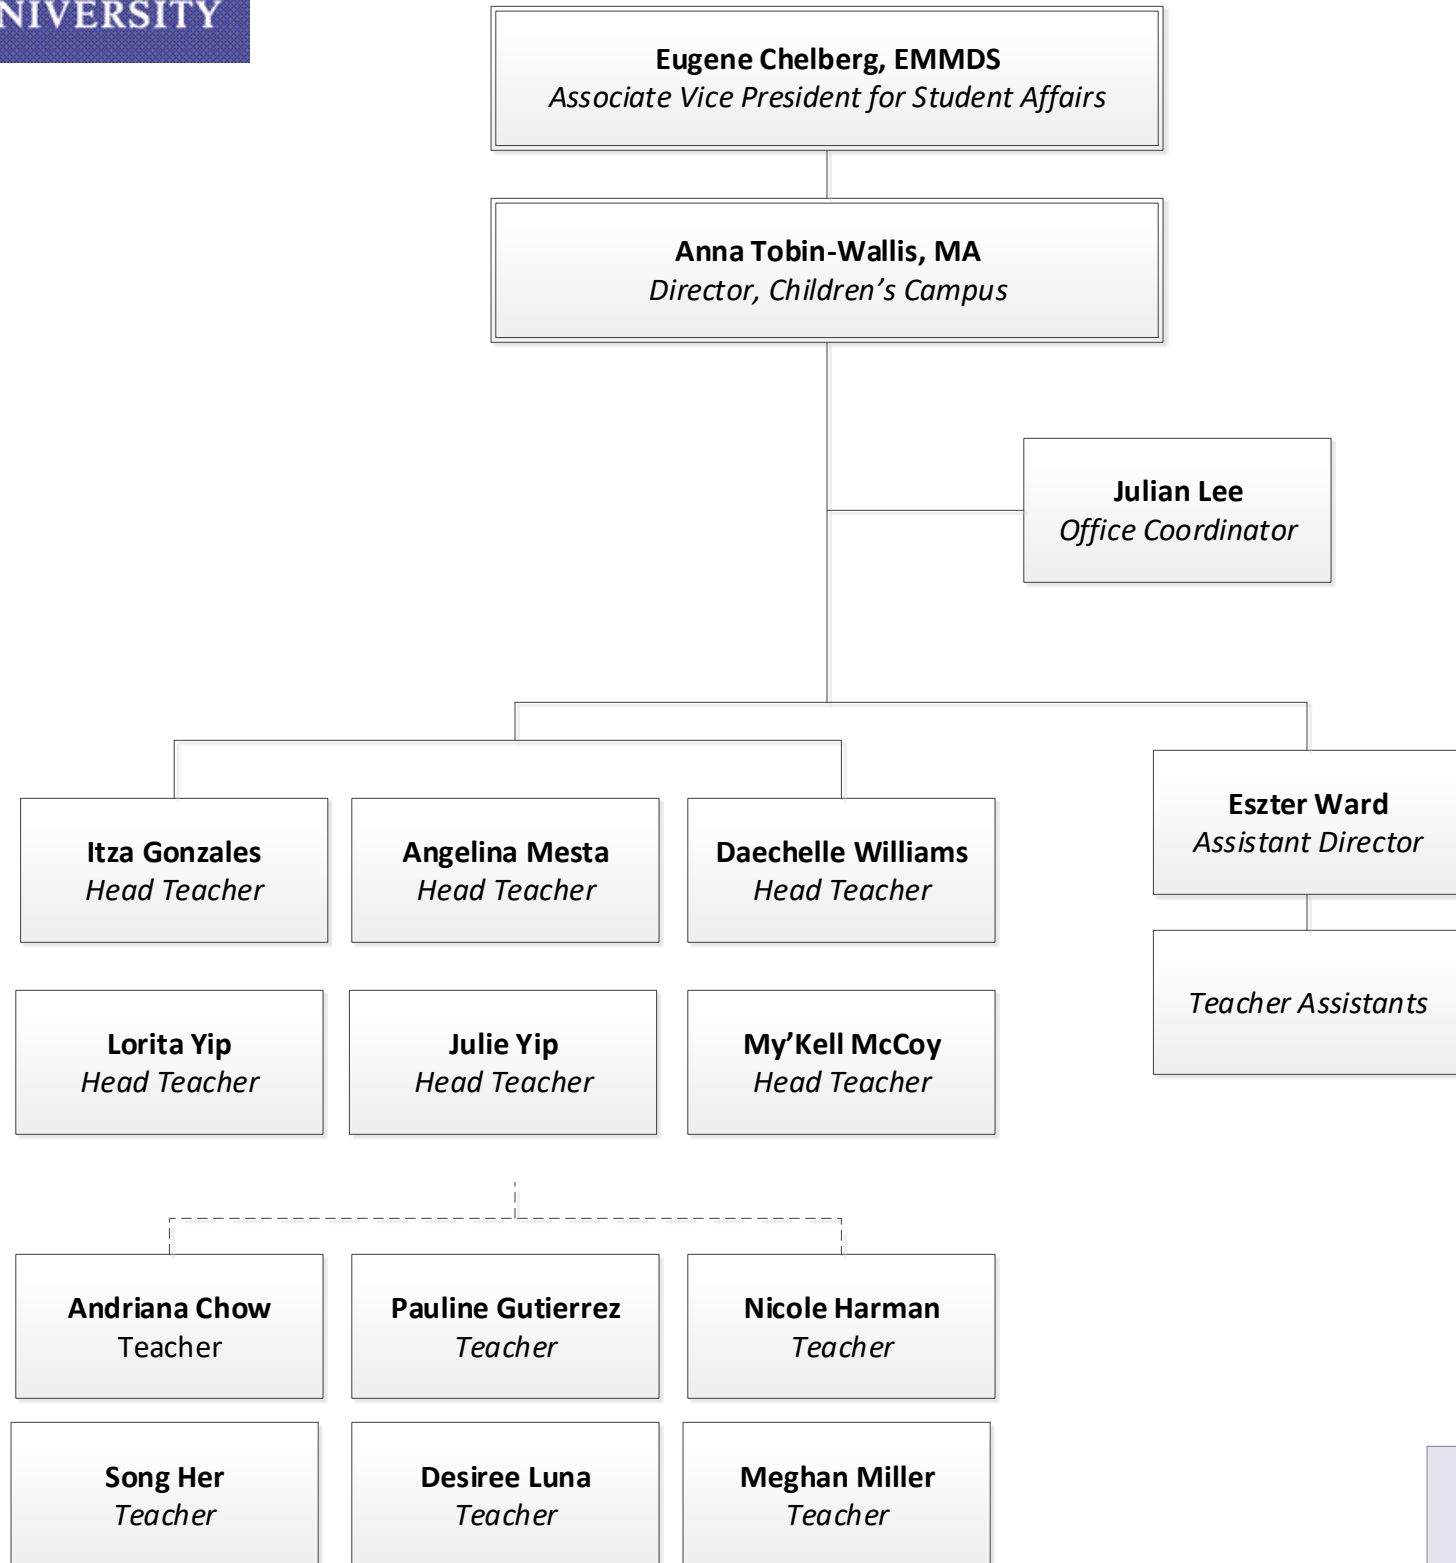 NIVERSITY
Eugene Chelberg, EMMDS
Associate Vice President for Student Affairs
Anna Tobin-Wallis, MA
Director, Children’s Campus
Julian Lee
Office Coordinator
Eszter Ward
Assistant Director
Itza Gonzales
Head Teacher
Angelina Mesta
Head Teacher
Daechelle Williams
Head Teacher
Teacher Assistants
Lorita Yip
Head Teacher
Julie Yip
Head Teacher
My’Kell McCoy
Head Teacher
Andriana Chow
Teacher
Pauline Gutierrez
Teacher
Nicole Harman
Teacher
Song Her
Teacher
Desiree Luna
Teacher
Meghan Miller
Teacher